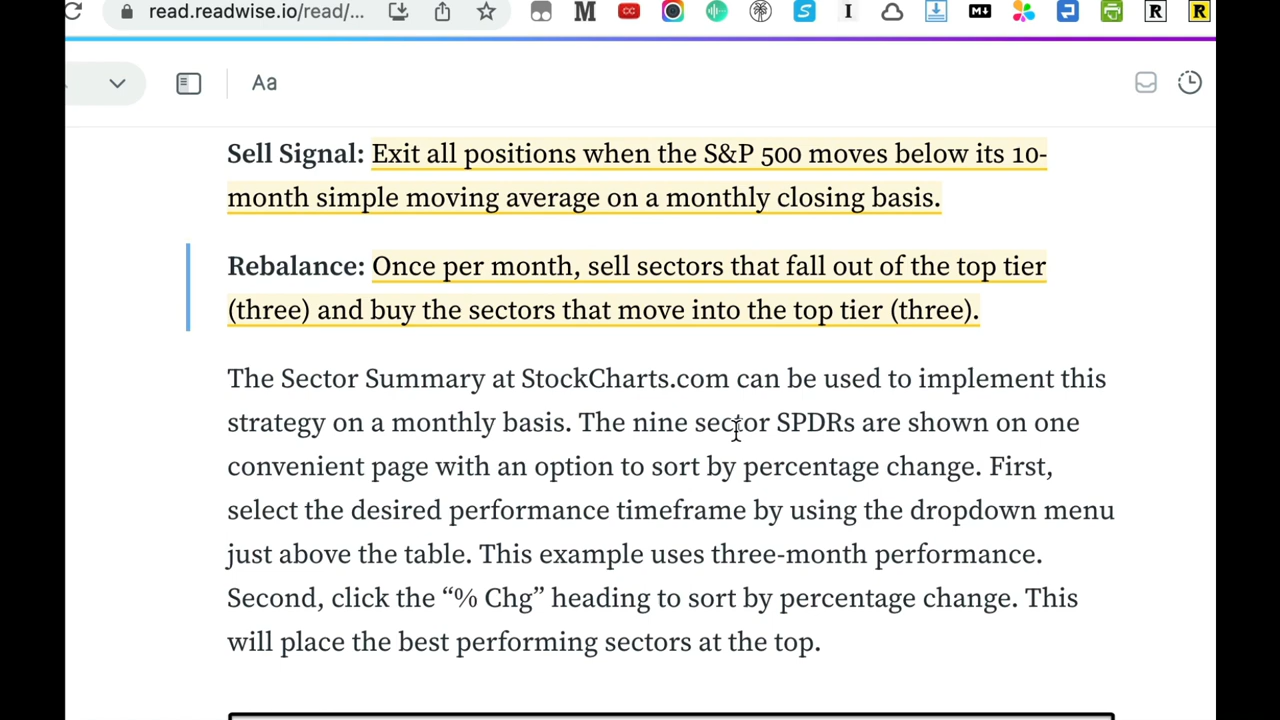 read.readwise.io/read/...
M
CC
S
I
M↓
R
R
Aa
Sell Signal: Exit all positions when the S&P 500 moves below its 10-
month simple moving average on a monthly closing basis.
Rebalance: Once per month, sell sectors that fall out of the top tier
(three) and buy the sectors that move into the top tier (three).
The Sector Summary at StockCharts.com can be used to implement this
strategy on a monthly basis. The nine sector SPDRs are shown on one
convenient page with an option to sort by percentage change. First,
select the desired performance timeframe by using the dropdown menu
just above the table. This example uses three-month performance.
Second, click the “% Chg” heading to sort by percentage change. This
will place the best performing sectors at the top.